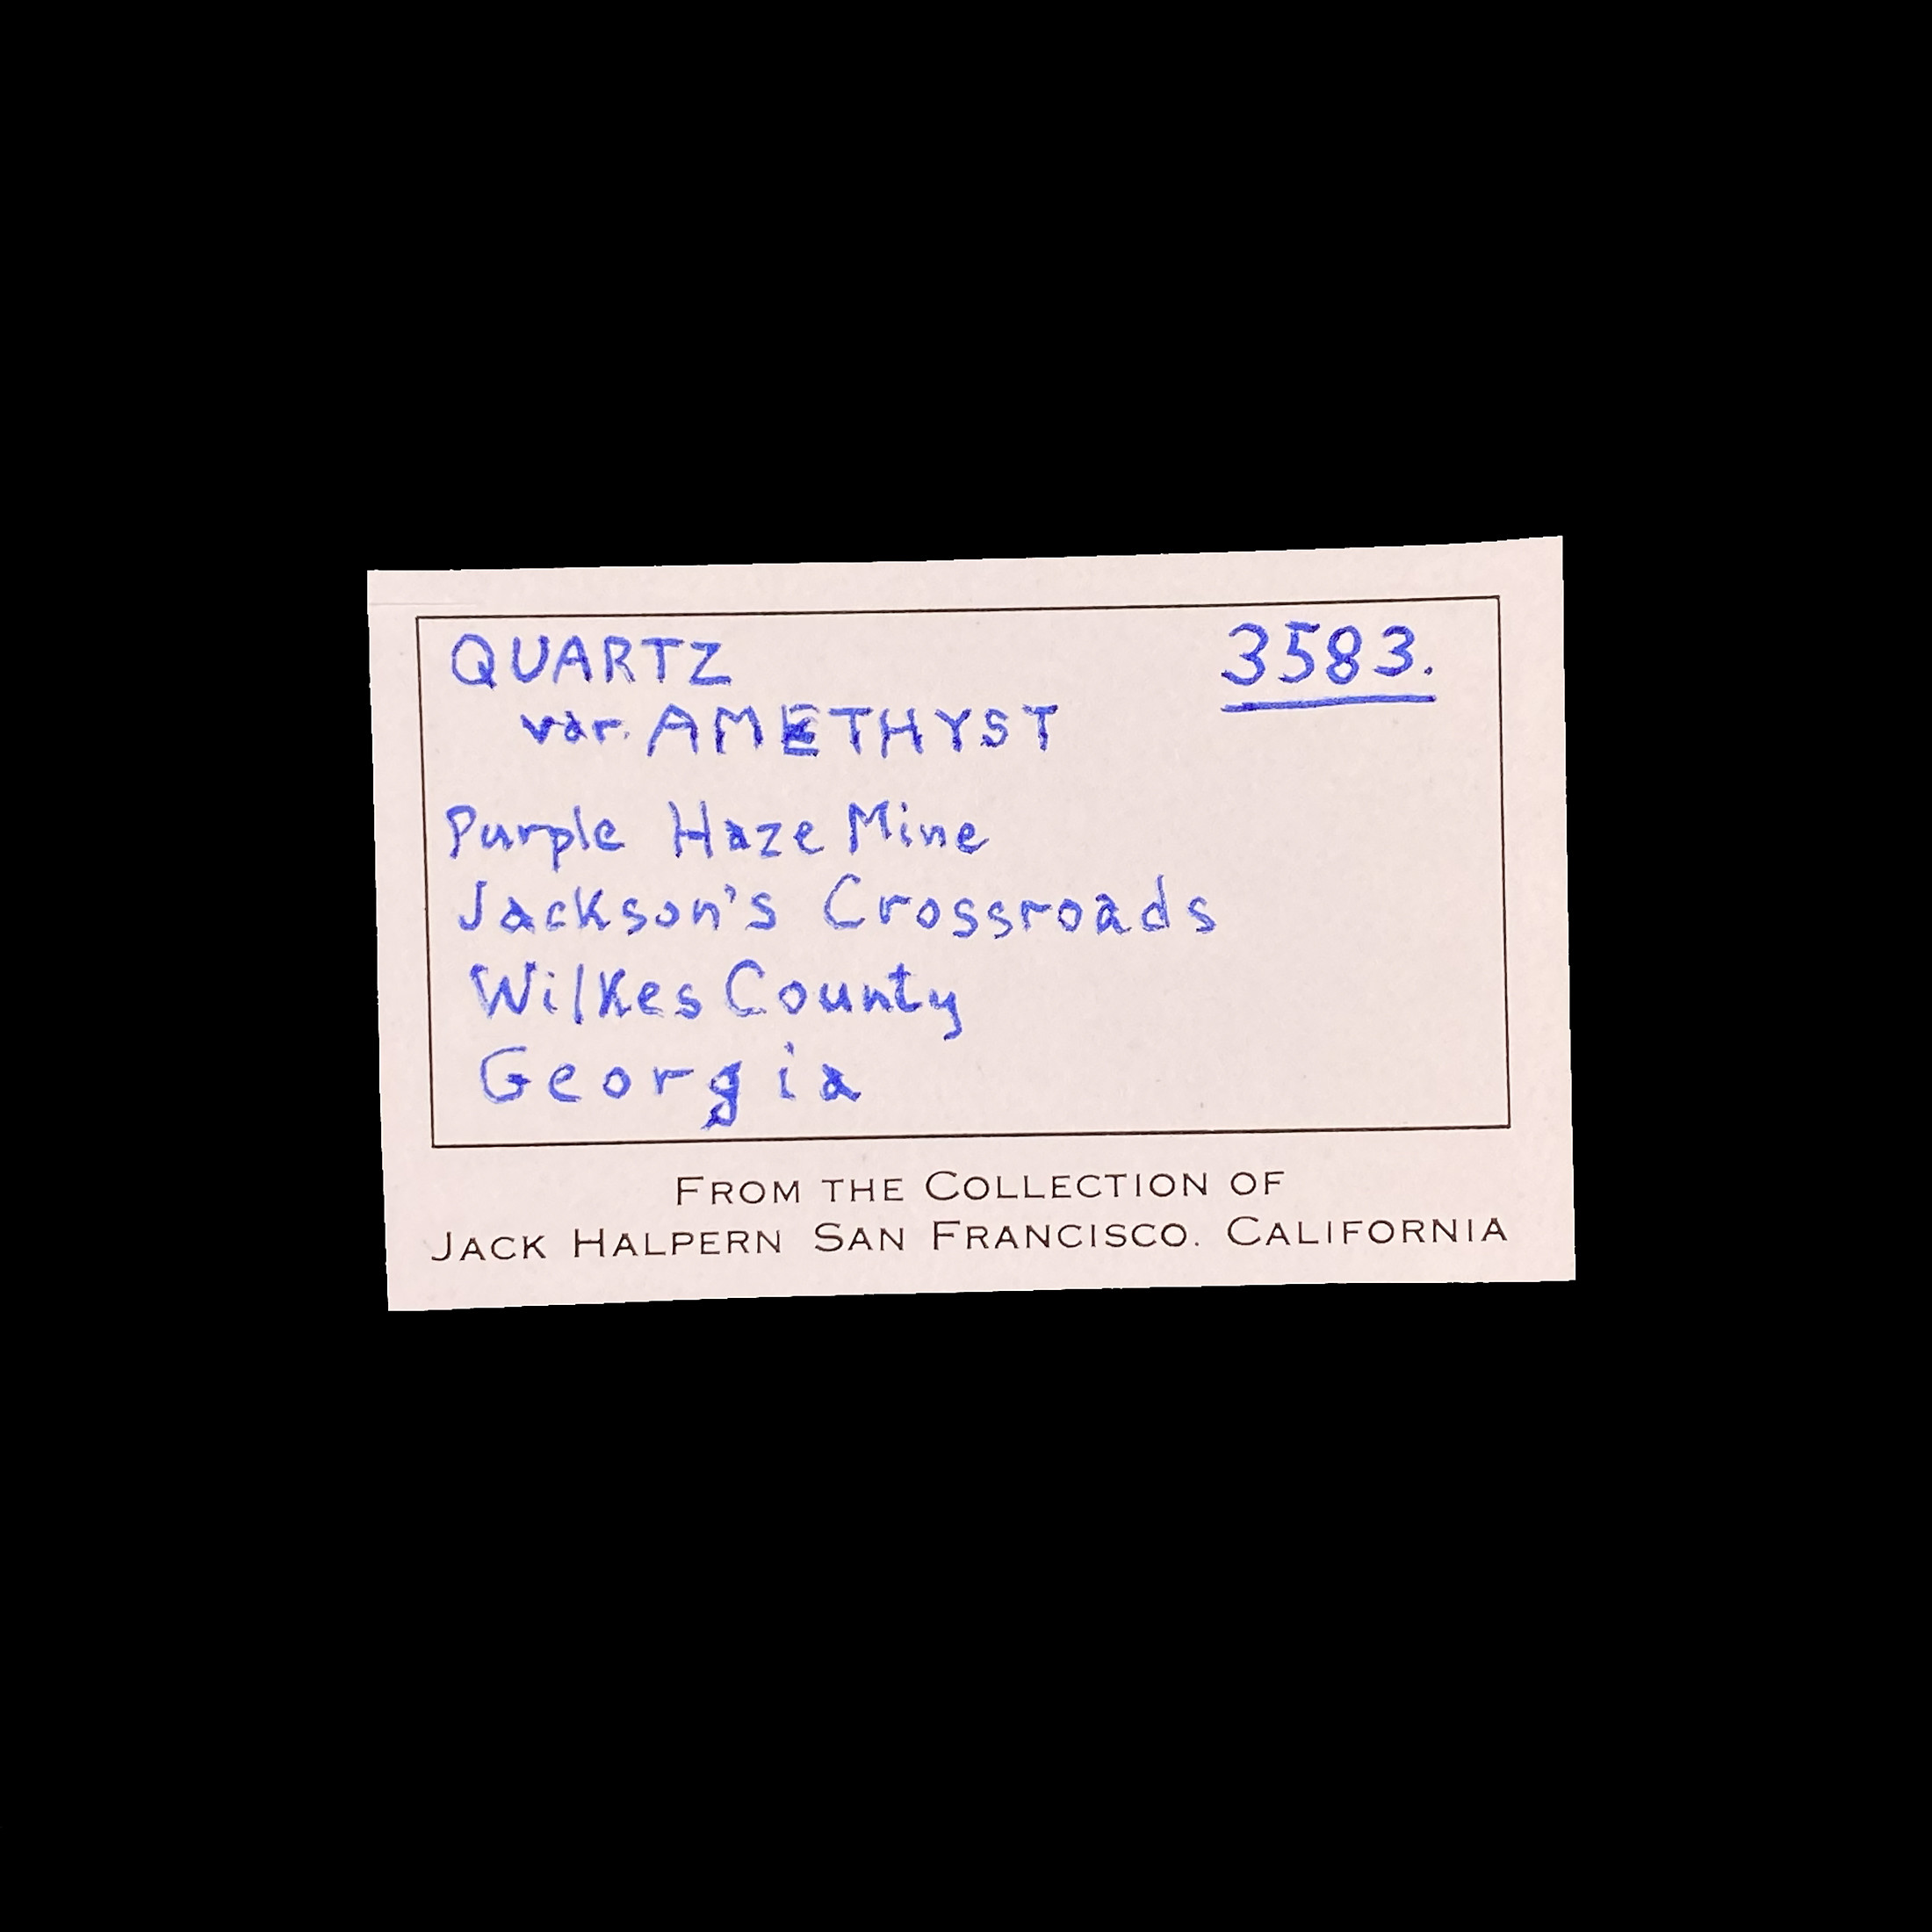 QUARTZ 3583.
var. AMETHYST
Purple Haze Mine
Jackson's Crossroads
Wilkes County
Georgia
FROM THE COLLECTION OF
JACK HALPERN SAN FRANCISCO. CALIFORNIA